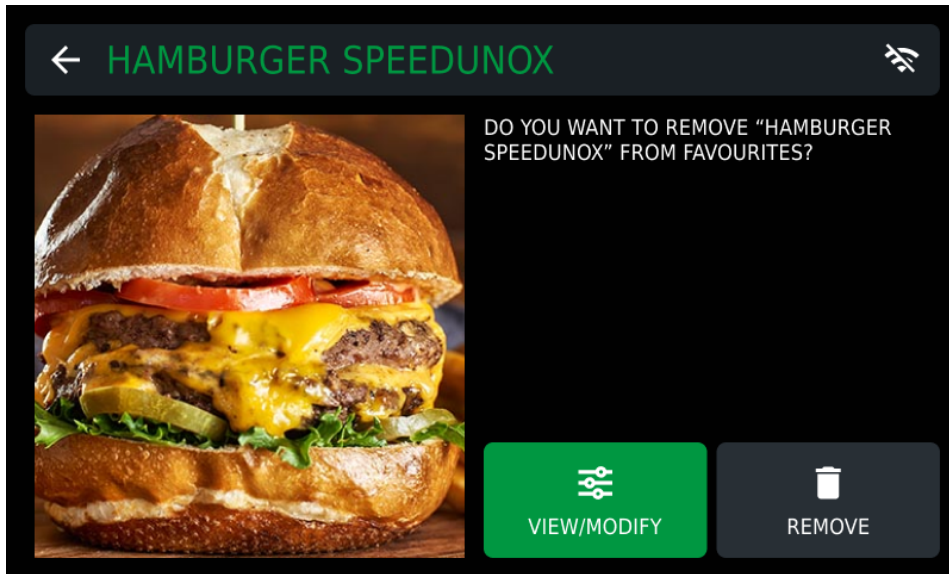 HAMBURGER SPEEDUNOX
DO YOU WANT TO REMOVE “HAMBURGER
SPEEDUNOX” FROM FAVOURITES?
VIEW/MODIFY
REMOVE